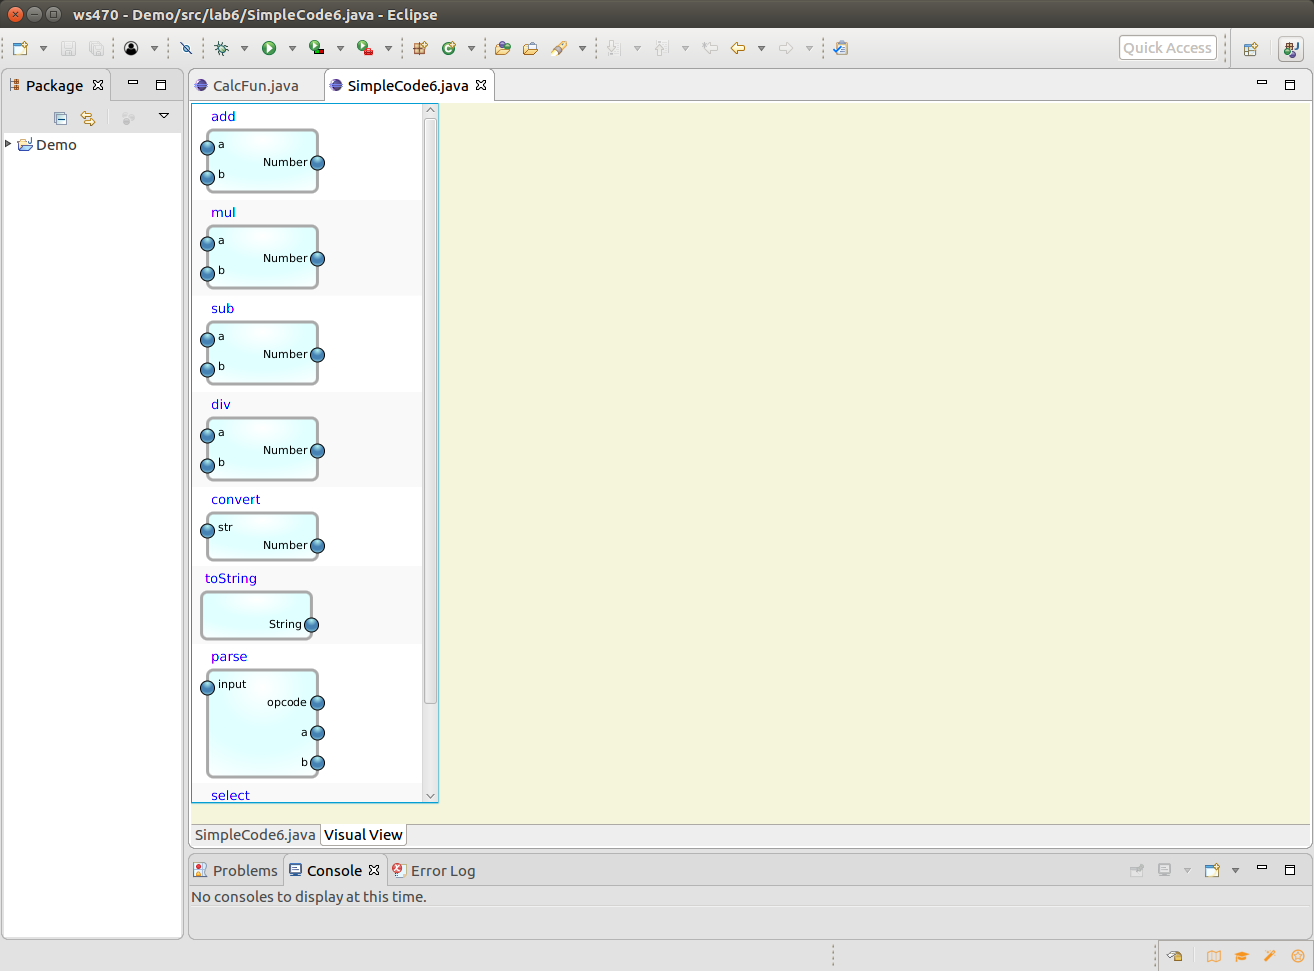 ws470 - Demo/src/lab6/SimpleCode6.java - Eclipse
Quick Access
Package
CalcFun.java
SimpleCode6.java
Demo
add
a
Number
b
mul
a
Number
b
sub
a
Number
b
div
a
Number
b
convert
str
Number
toString
String
parse
input
opcode
a
b
select
SimpleCode6.java
Visual View
Problems
Console
Error Log
No consoles to display at this time.